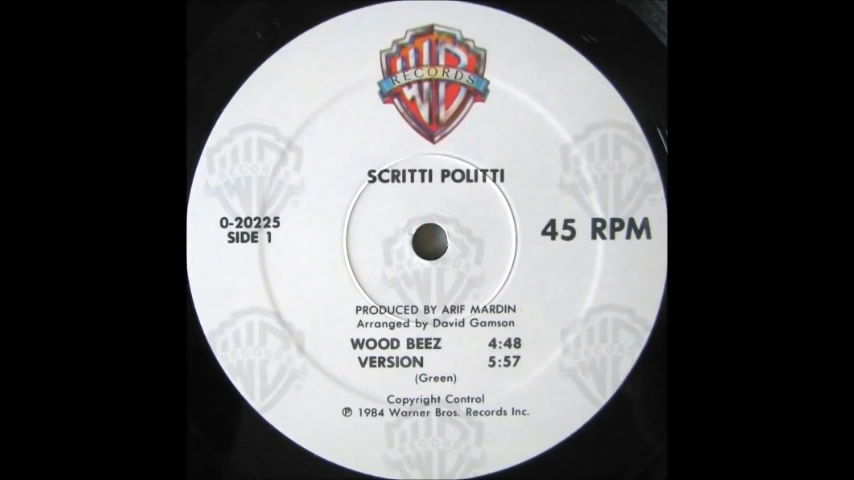 RECORDS
SCRITTI POLITTI
0-20225
SIDE 1
45 RPM
PRODUCED BY ARIF MARDIN
Arranged by David Gamson
WOOD BEEZ 4:48
VERSION 5:57
(Green)
Copyright Control
℗ 1984 Warner Bros. Records Inc.